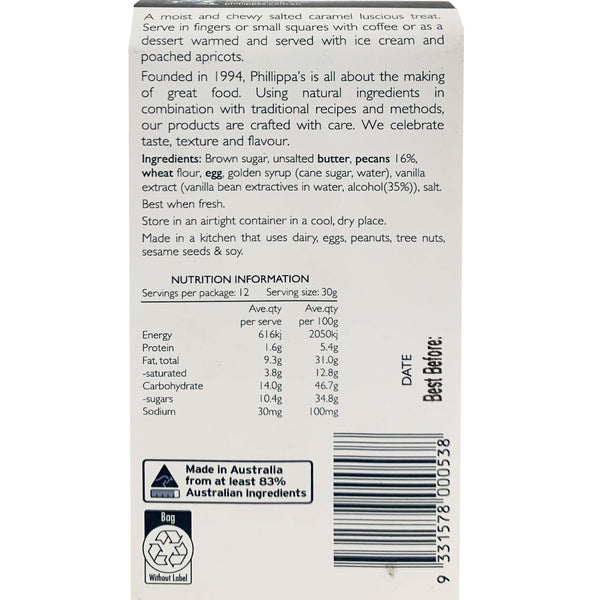 A moist and chewy salted caramel luscious treat.
Serve in fingers or small squares with coffee or as a
dessert warmed and served with ice cream and
poached apricots.
Founded in 1994, Phillippa's is all about the making
of great food. Using natural ingredients in
combination with traditional recipes and methods,
our products are crafted with care. We celebrate
taste, texture and flavour.
Ingredients: Brown sugar, unsalted butter, pecans 16%,
wheat flour, egg, golden syrup (cane sugar, water), vanilla
extract (vanilla bean extractives in water, alcohol(35%)), salt.
Best when fresh.
Store in an airtight container in a cool, dry place.
Made in a kitchen that uses dairy, eggs, peanuts, tree nuts,
sesame seeds & soy.
NUTRITION INFORMATION
Servings per package: 12 Serving size: 30g
Ave.qty Ave.qty
per serve per 100g
Energy 616kj 2050kj
Protein 1.6g 5.4g
Fat, total 9.3g 31.0g
-saturated 3.8g 12.8g
Carbohydrate 14.0g 46.7g
-sugars 10.4g 34.8g
Sodium 30mg 100mg
DATE
Best Before:
Made in Australia
from at least 83%
Australian ingredients
Bag
Without Label
9 331578 000538